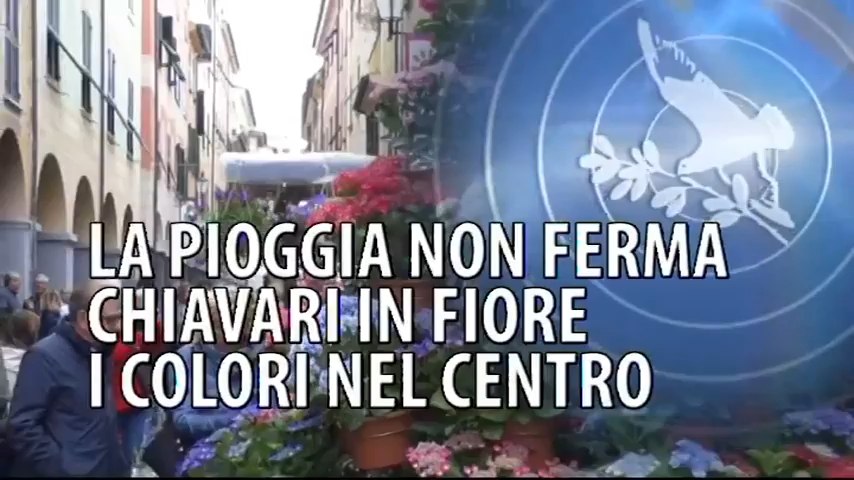 LA PIOGGIA NON FERMA
CHIAVARI IN FIORE
I COLORI NEL CENTRO